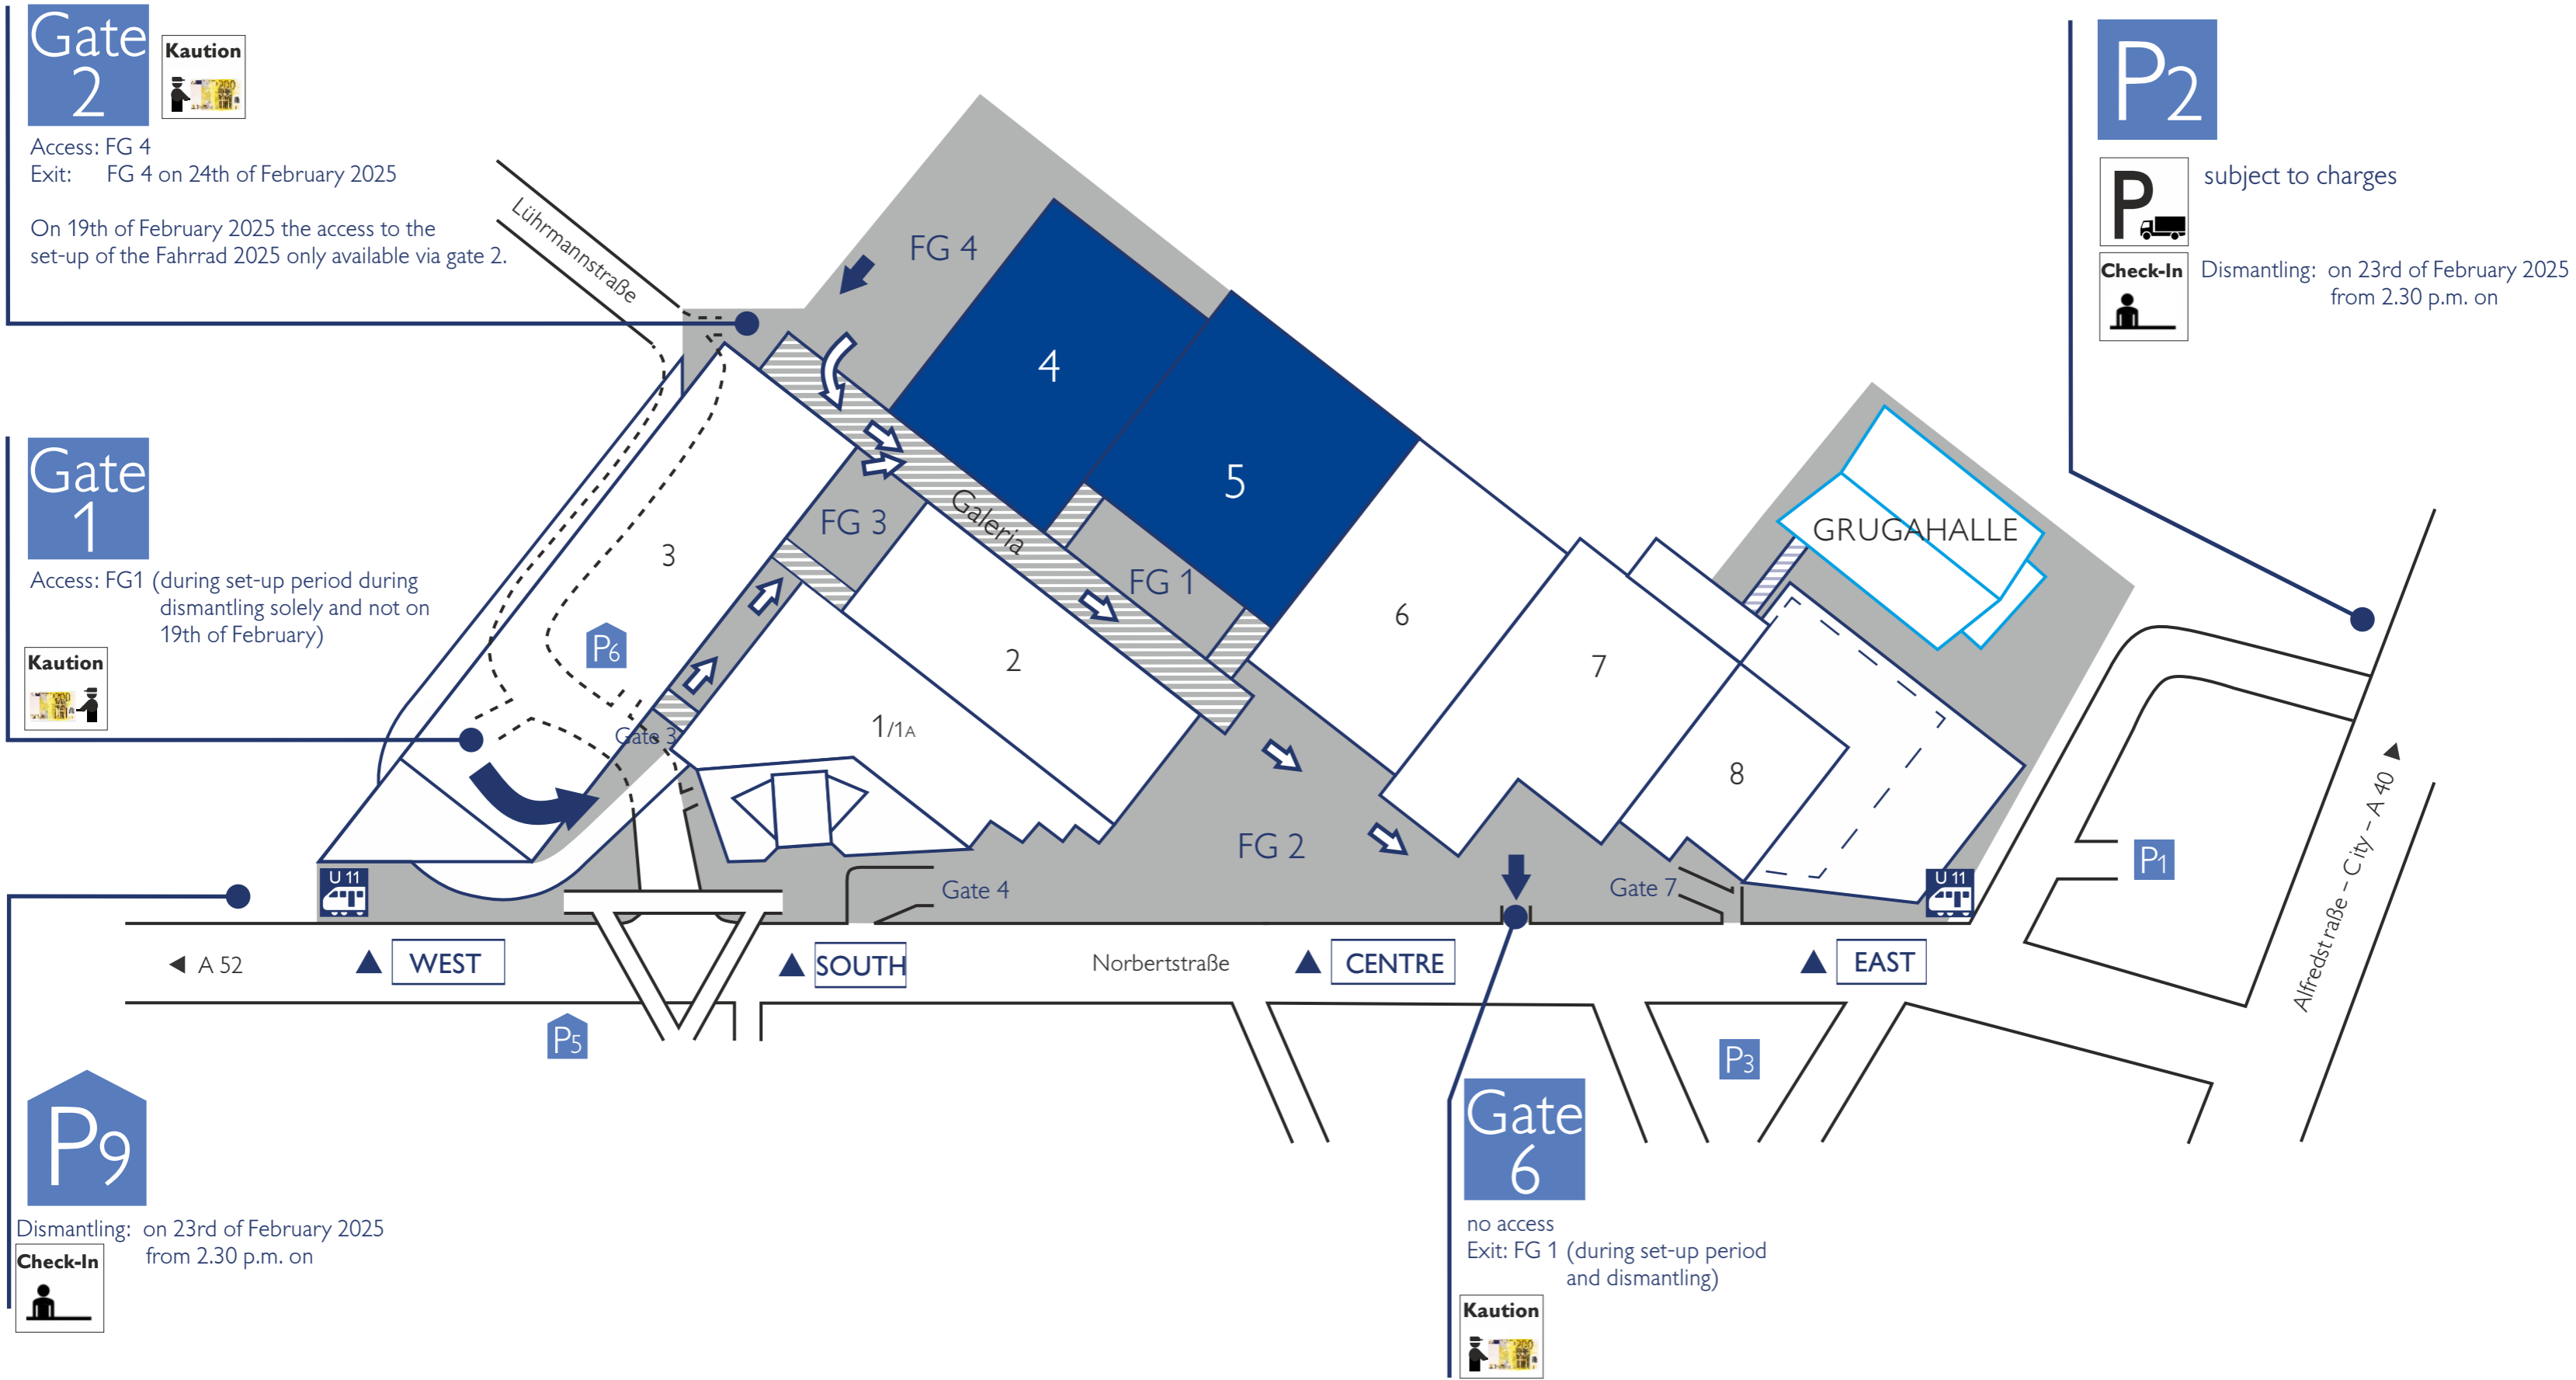 Gate
2
Kaution
Access: FG 4
Exit: FG 4 on 24th of February 2025
On 19th of February 2025 the access to the
set-up of the Fahrrad 2025 only available via gate 2.
Gate
1
Access: FG1 (during set-up period during
dismantling solely and not on
19th of February)
Kaution
P9
Dismantling: on 23rd of February 2025
from 2.30 p.m. on
Check-In
P2
P
subject to charges
Check-In
Dismantling: on 23rd of February 2025
from 2.30 p.m. on
Lührmannstraße
FG 4
4
5
GRUGAHALLE
Galeria
FG 3
3
FG 1
6
P6
2
7
1/1A
Gate 3
8
FG 2
P1
U 11
Gate 4
Gate 7
U 11
A 52
WEST
SOUTH
Norbertstraße
CENTRE
EAST
Alfredstraße – City – A 40
P5
P3
Gate
6
no access
Exit: FG 1 (during set-up period
and dismantling)
Kaution